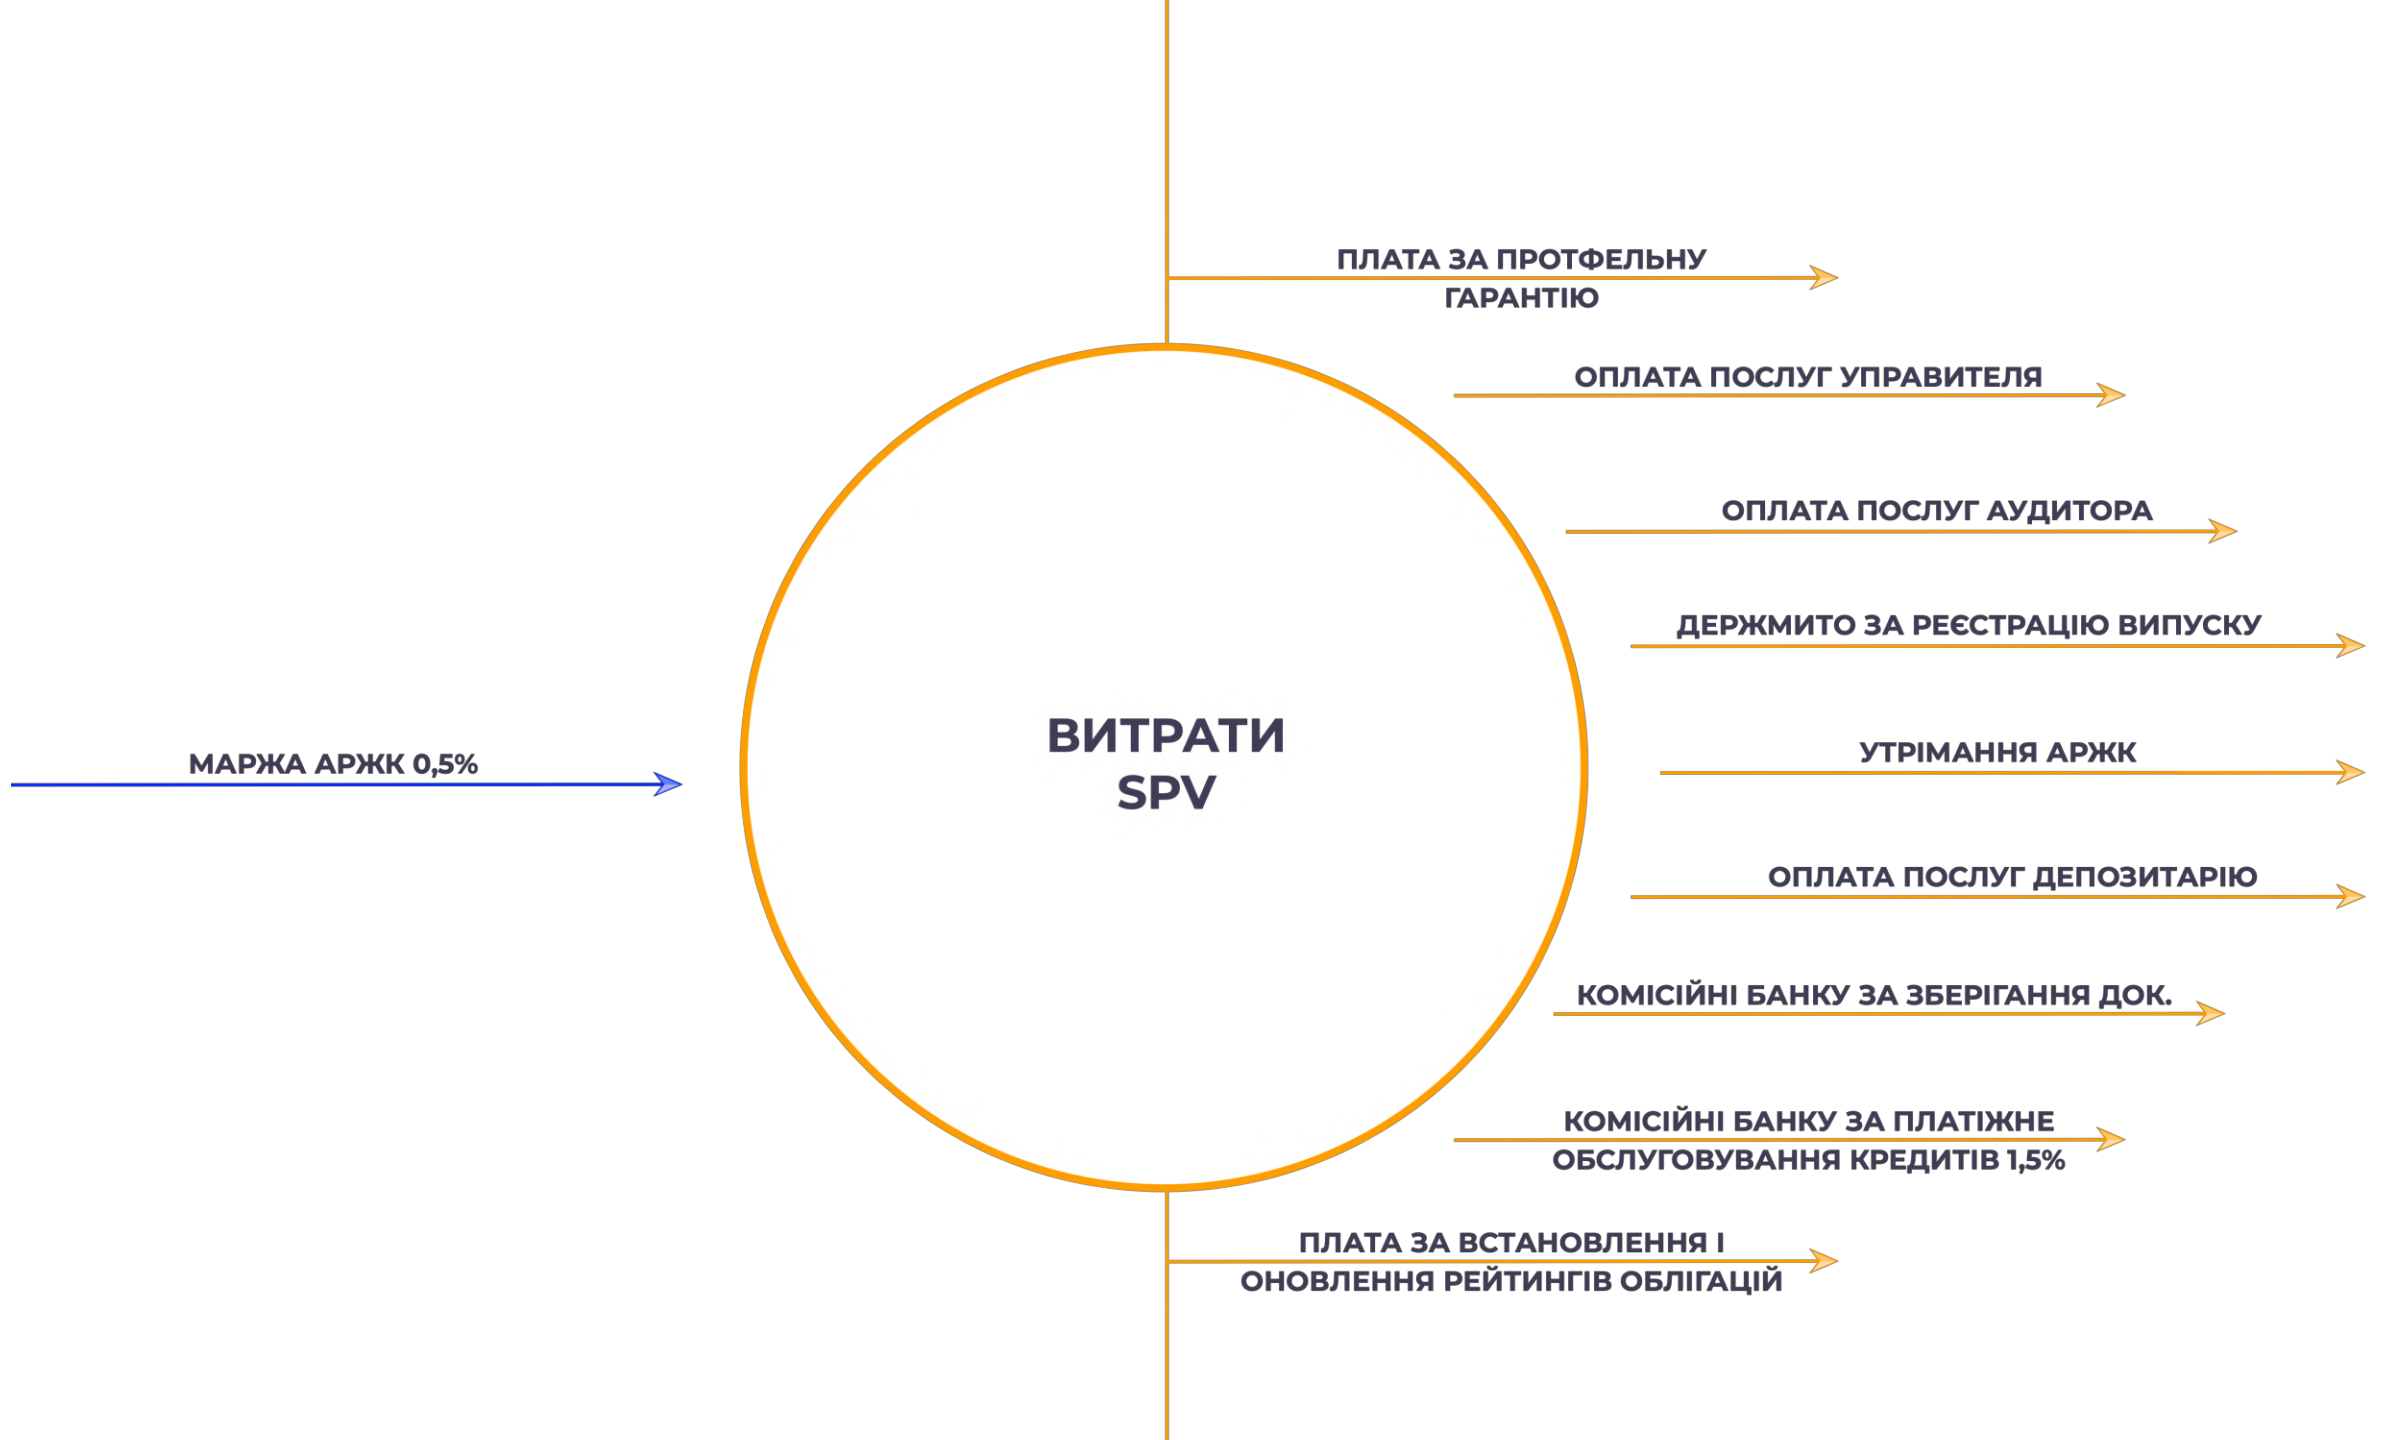 ПЛАТА ЗА ПРОТФЕЛЬНУ
ГАРАНТІЮ
ОПЛАТА ПОСЛУГ УПРАВИТЕЛЯ
ОПЛАТА ПОСЛУГ АУДИТОРА
ДЕРЖМИТО ЗА РЕЄСТРАЦІЮ ВИПУСКУ
МАРЖА АРЖК 0,5%
ВИТРАТИ
SPV
УТРІМАННЯ АРЖК
ОПЛАТА ПОСЛУГ ДЕПОЗИТАРІЮ
КОМІСІЙНІ БАНКУ ЗА ЗБЕРІГАННЯ ДОК.
КОМІСІЙНІ БАНКУ ЗА ПЛАТІЖНЕ
ОБСЛУГОВУВАННЯ КРЕДИТІВ 1,5%
ПЛАТА ЗА ВСТАНОВЛЕННЯ І
ОНОВЛЕННЯ РЕЙТИНГІВ ОБЛІГАЦІЙ